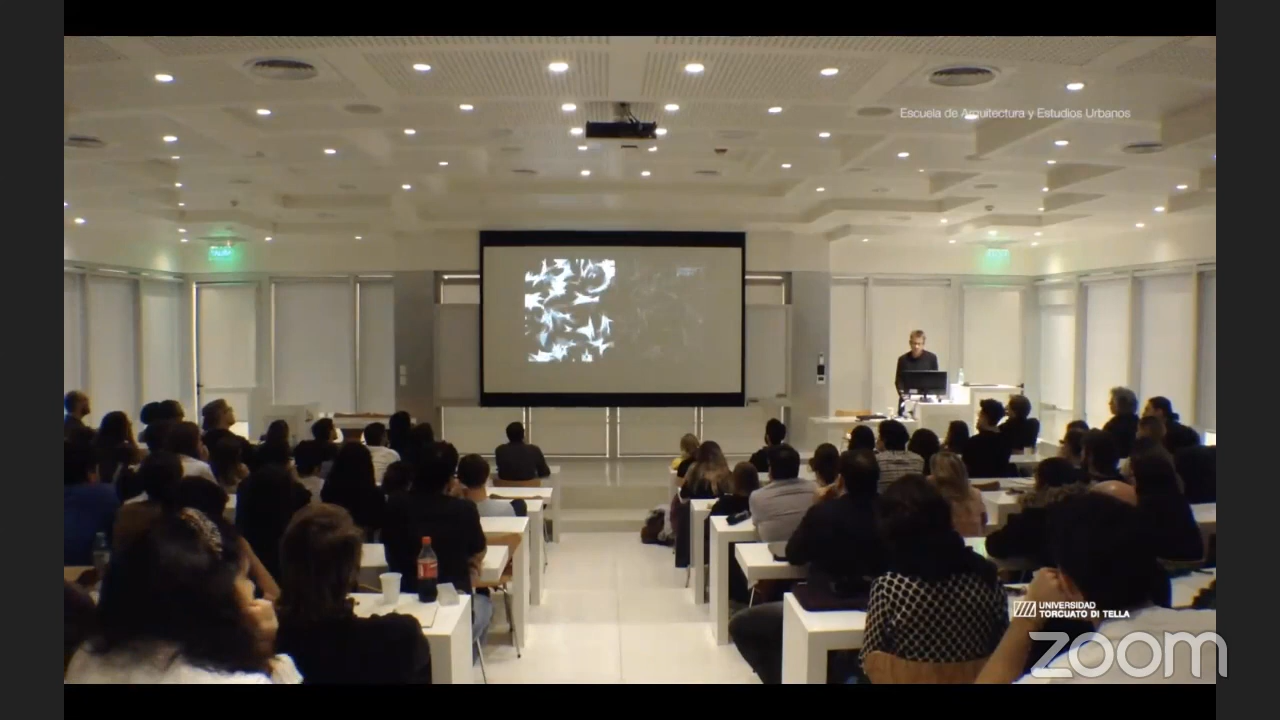 Escuela de Arquitectura y Estudios Urbanos
UNIVERSIDAD
TORCUATO DI TELLA
zoom